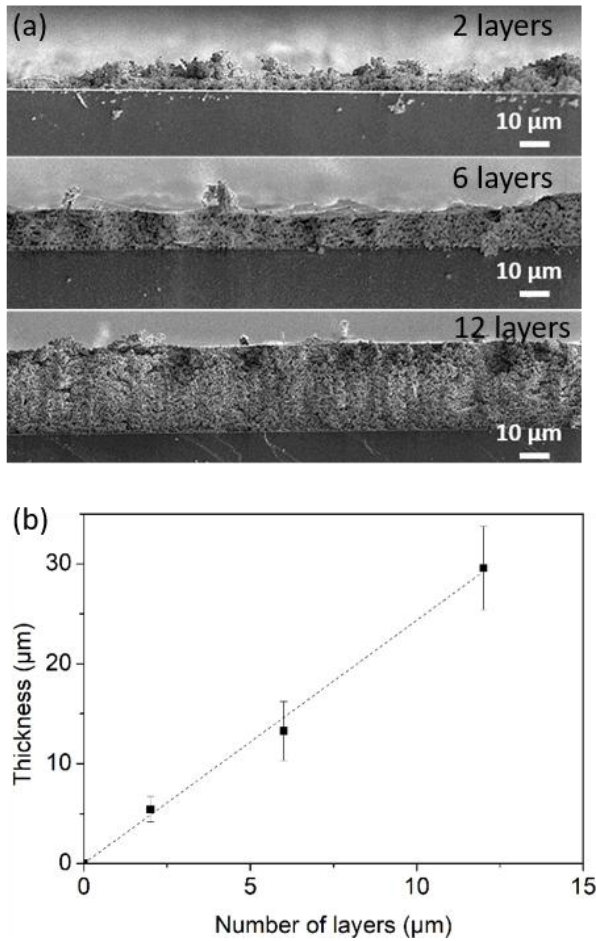 (a)
2 layers
10 µm
6 layers
10 µm
12 layers
10 µm
(b)
30
20
10
0
0
5
10
15
Thickness (µm)
Number of layers (µm)